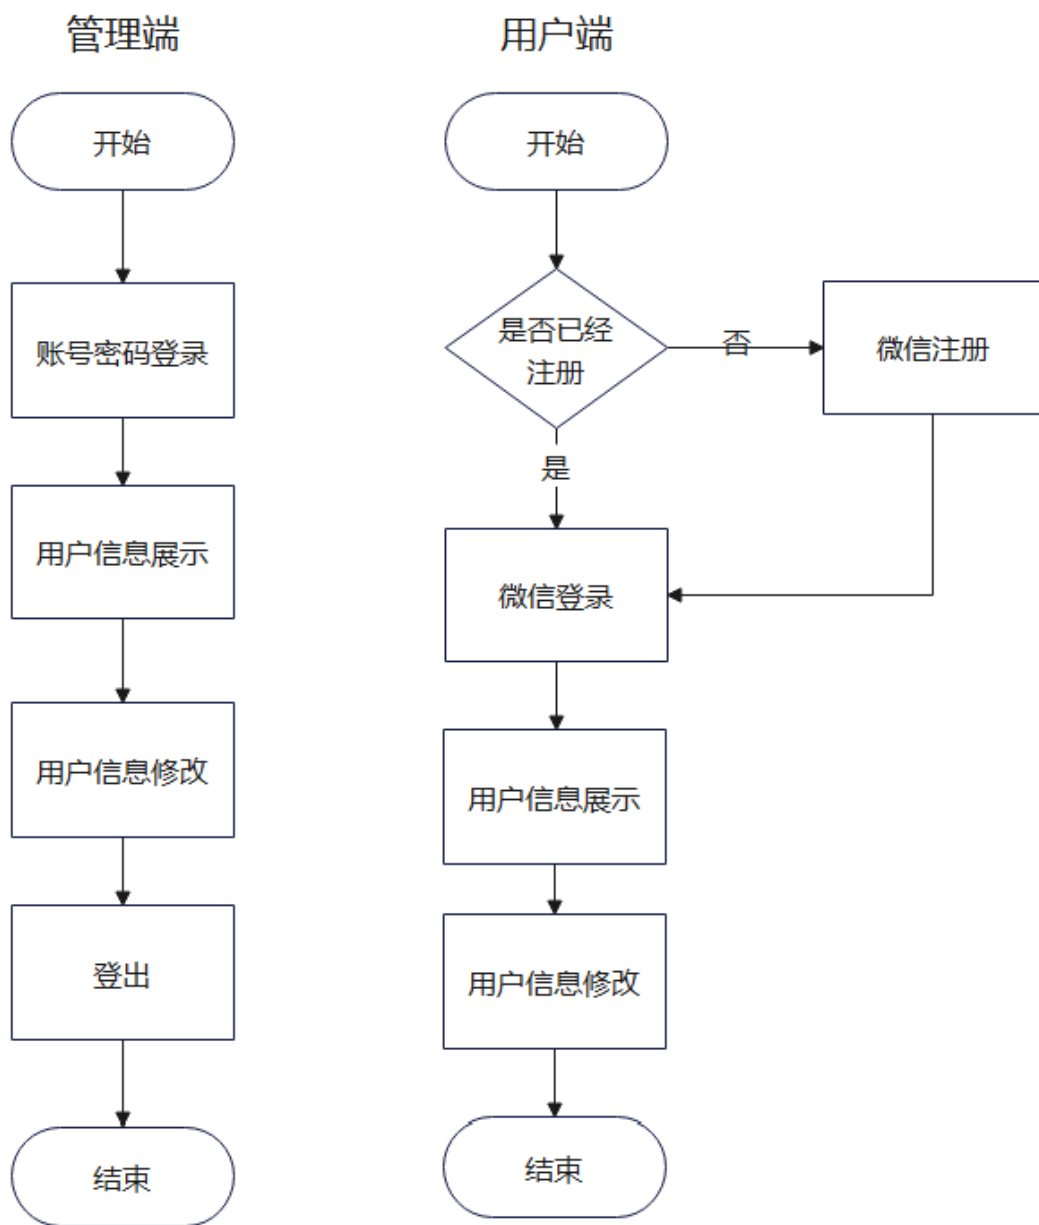 管理端
开始
账号密码登录
用户信息展示
用户信息修改
登出
结束
用户端
开始
是否已经
注册
否
微信注册
是
微信登录
用户信息展示
用户信息修改
结束